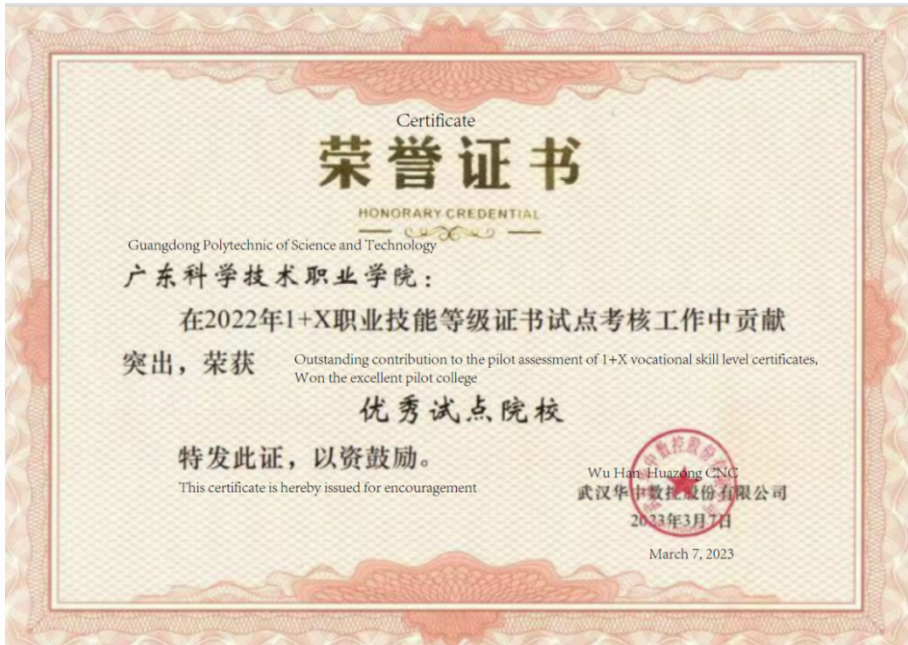 Certificate
荣誉证书
HONORARY CREDENTIAL
Guangdong Polytechnic of Science and Technology
广东科学技术职业学院：
在2022年1+X职业技能等级证书试点考核工作中贡献
突出，荣获
Outstanding contribution to the pilot assessment of 1+X vocational skill level certificates,
Won the excellent pilot college
优秀试点院校
特发此证，以资鼓励。
This certificate is hereby issued for encouragement
Wu Han Huazong CNC
武汉华中数控股份有限公司
2023年3月7日
March 7, 2023